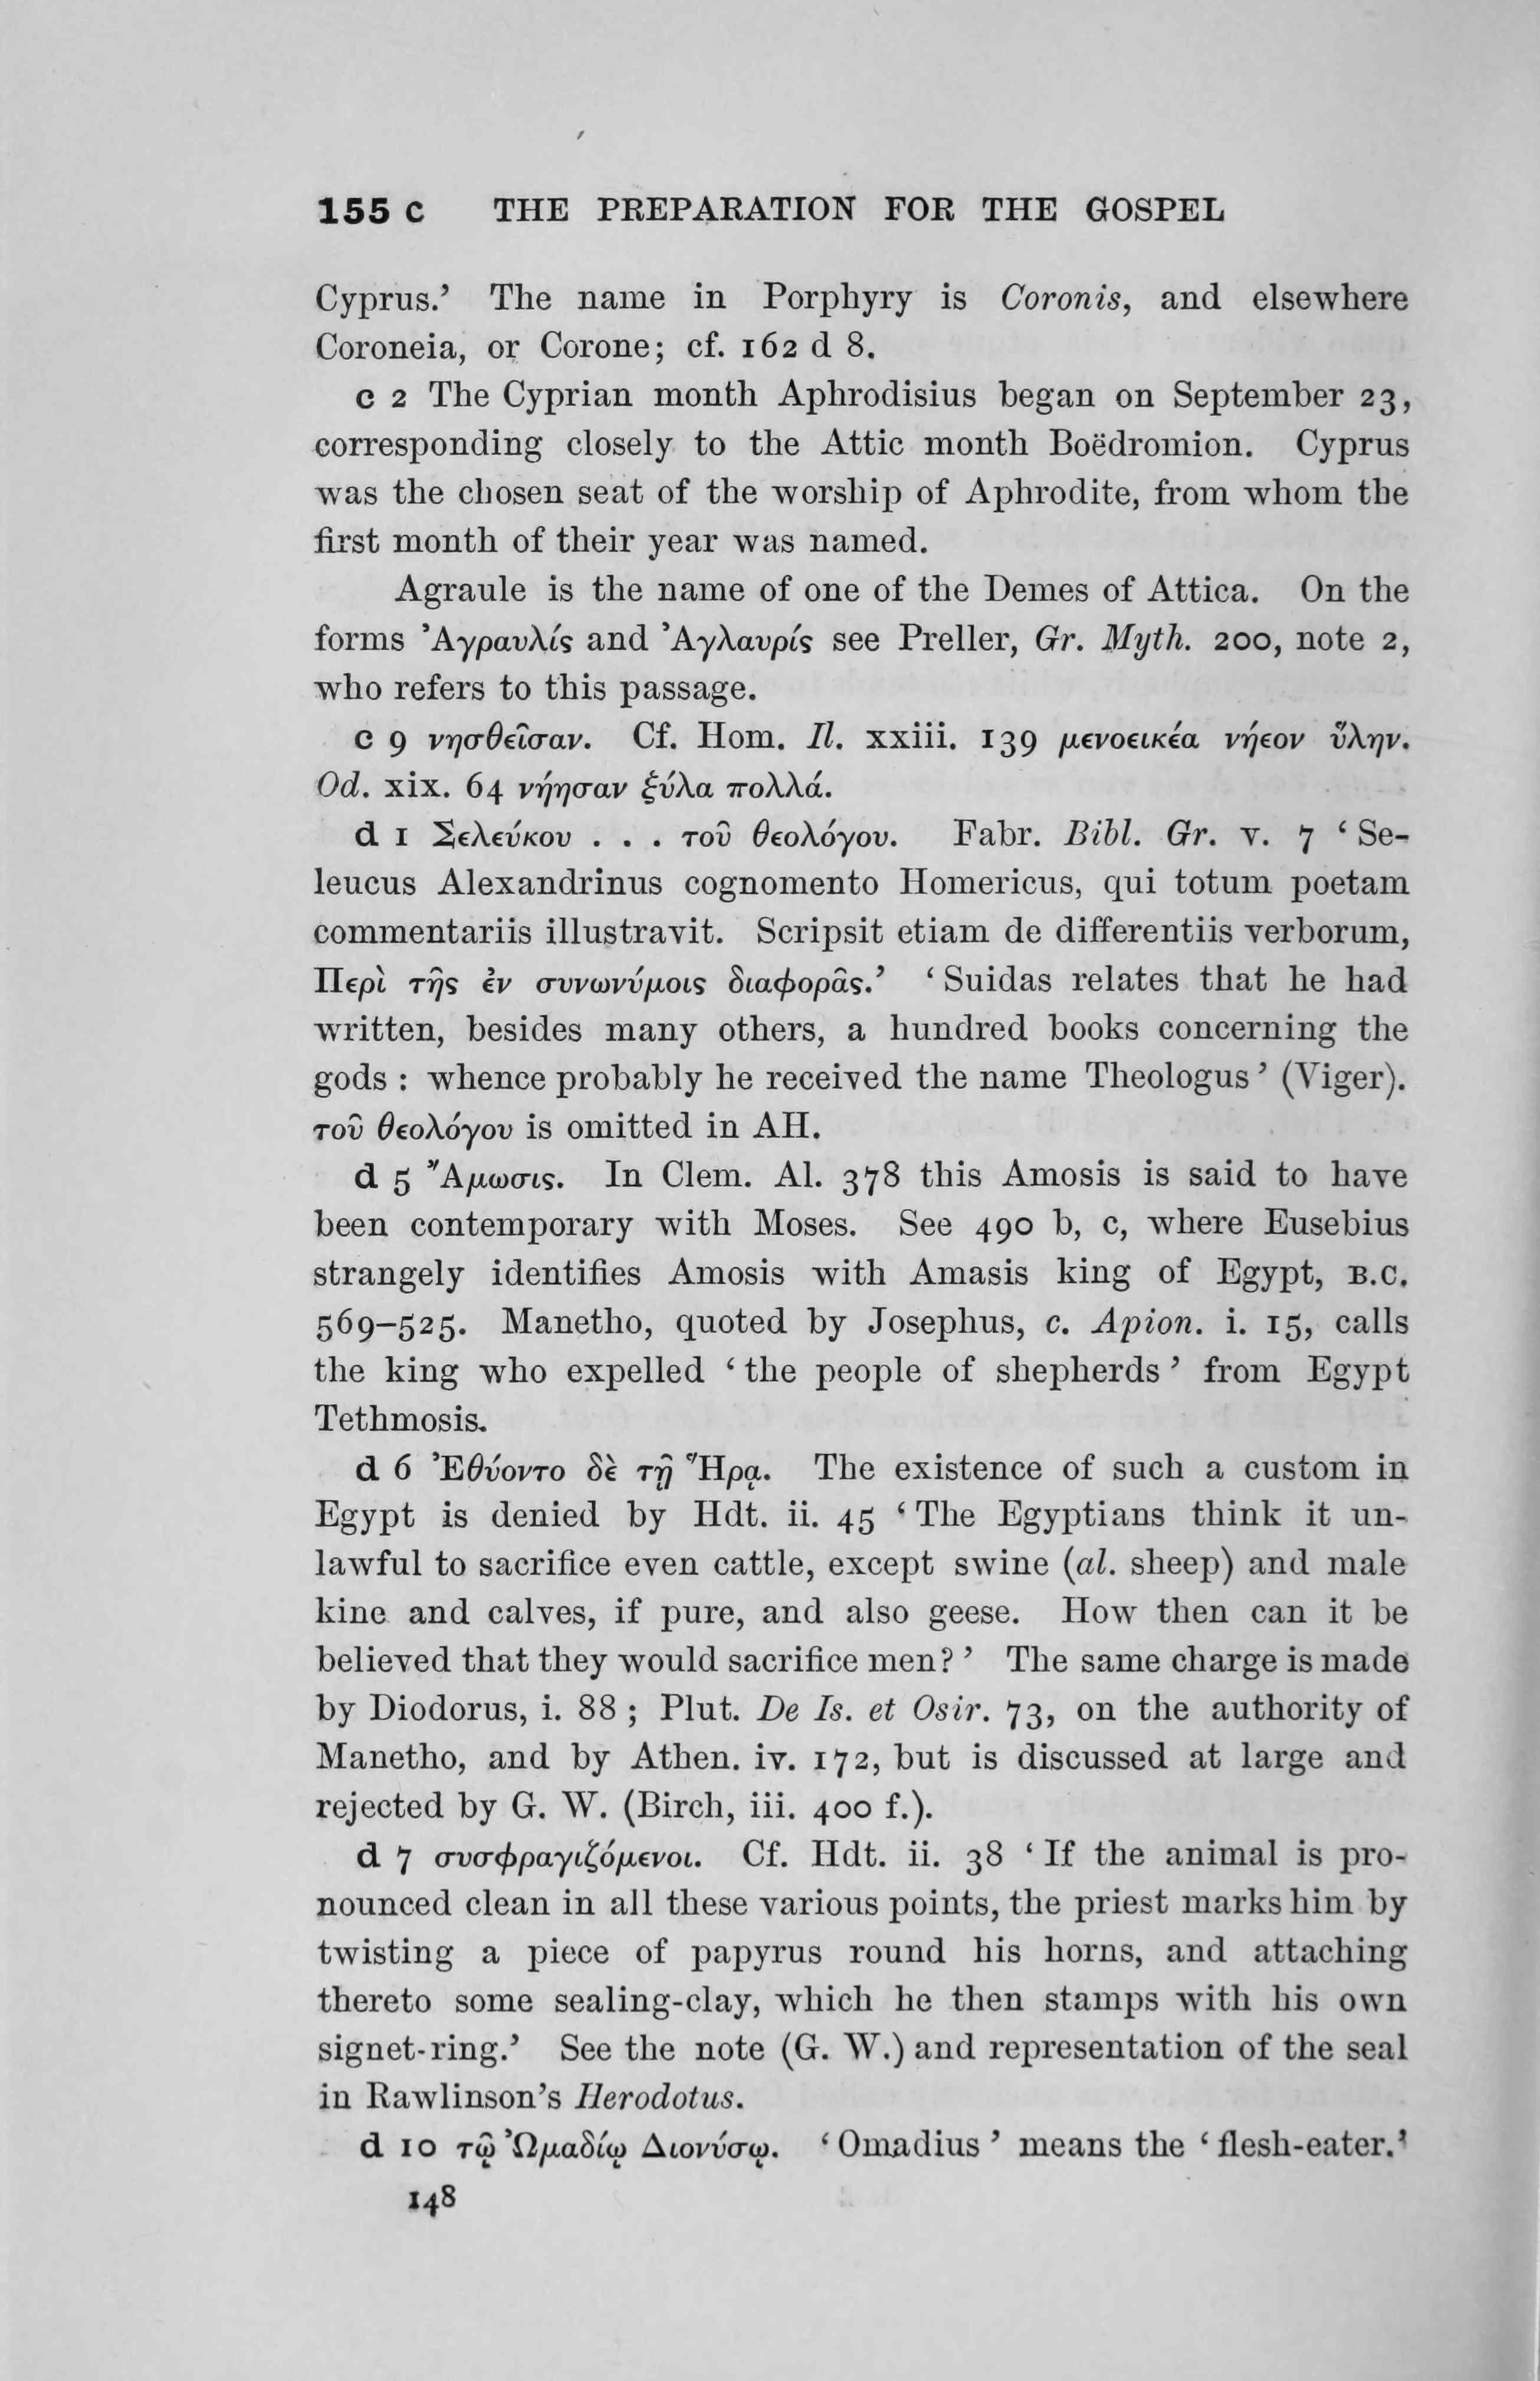 155 c THE PREPARATION FOR THE GOSPEL
Cyprus.’ The name in Porphyry is Coronis, and elsewhere
Coroneia, or Corone; cf. 162 d 8.
c 2 The Cyprian month Aphrodisius began on September 23,
corresponding closely to the Attic month Boëdromion. Cyprus
was the chosen seat of the worship of Aphrodite, from whom the
first month of their year was named.
Agraule is the name of one of the Demes of Attica. On the
forms Ἀγραυλίς and Ἀγλαυρίς see Preller, Gr. Myth. 200, note 2,
who refers to this passage.
c 9 νησθεῖσαν. Cf. Hom. Il. xxiii. 139 μενοεικέα νήεον ὕλην.
Od. xix. 64 νήησαν ξύλα πολλά.
d 1 Σελεύκου . . . τοῦ θεολόγου. Fabr. Bibl. Gr. v. 7 ‘Se-
leucus Alexandrinus cognomento Homericus, qui totum poetam
commentariis illustravit. Scripsit etiam de differentiis verborum,
Περὶ τῆς ἐν συνωνύμοις διαφορᾶς.’ ‘Suidas relates that he had
written, besides many others, a hundred books concerning the
gods : whence probably he received the name Theologus’ (Viger).
τοῦ θεολόγου is omitted in AH.
d 5 Ἄμωσις. In Clem. Al. 378 this Amosis is said to have
been contemporary with Moses. See 490 b, c, where Eusebius
strangely identifies Amosis with Amasis king of Egypt, B.C.
569–525. Manetho, quoted by Josephus, c. Apion. i. 15, calls
the king who expelled ‘the people of shepherds’ from Egypt
Tethmosis.
d 6 Ἐθύοντο δὲ τῇ Ἥρᾳ. The existence of such a custom in
Egypt is denied by Hdt. ii. 45 ‘The Egyptians think it un-
lawful to sacrifice even cattle, except swine (al. sheep) and male
kine and calves, if pure, and also geese. How then can it be
believed that they would sacrifice men?’ The same charge is made
by Diodorus, i. 88 ; Plut. De Is. et Osir. 73, on the authority of
Manetho, and by Athen. iv. 172, but is discussed at large and
rejected by G. W. (Birch, iii. 400 f.).
d 7 συσφραγιζόμενοι. Cf. Hdt. ii. 38 ‘If the animal is pro-
nounced clean in all these various points, the priest marks him by
twisting a piece of papyrus round his horns, and attaching
thereto some sealing-clay, which he then stamps with his own
signet-ring.’ See the note (G. W.) and representation of the seal
in Rawlinson’s Herodotus.
d 10 τῷ Ὠμαδίῳ Διονύσῳ. ‘Omadius’ means the ‘flesh-eater.’
148